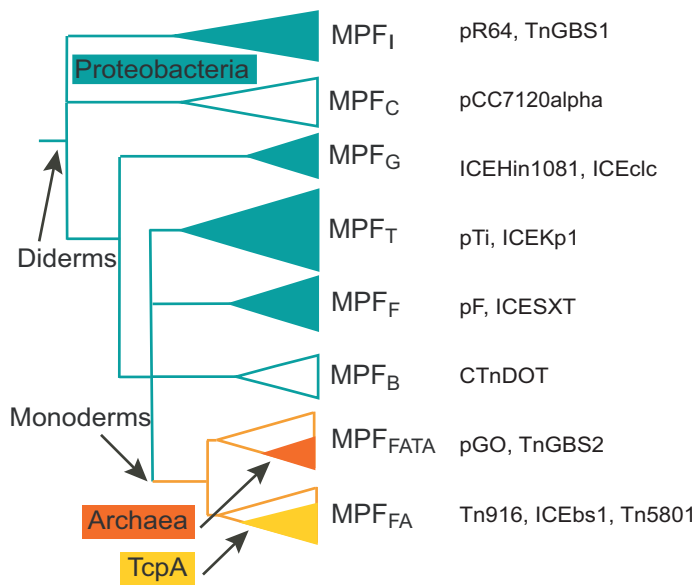 MPFI pR64, TnGBS1
Proteobacteria
MPFC pCC7120alpha
MPFG ICEHin1081, ICEclc
MPFT pTi, ICEKp1
Diderms
MPFF pF, ICESXT
MPFB CTnDOT
Monoderms
MPFFATA pGO, TnGBS2
Archaea
MPFFA Tn916, ICEbs1, Tn5801
TcpA